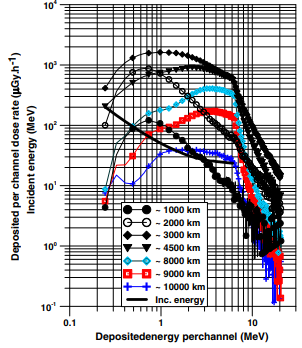 Deposited per channel dose rate (μGy.h⁻¹)
Incident energy (MeV)
10⁴
10³
10²
10¹
10⁰
10⁻¹
~ 1000 km
~ 2000 km
~ 3000 km
~ 4500 km
~ 8000 km
~ 9000 km
~ 10000 km
Inc. energy
0.1
1
10
Depositedenergy perchannel (MeV)